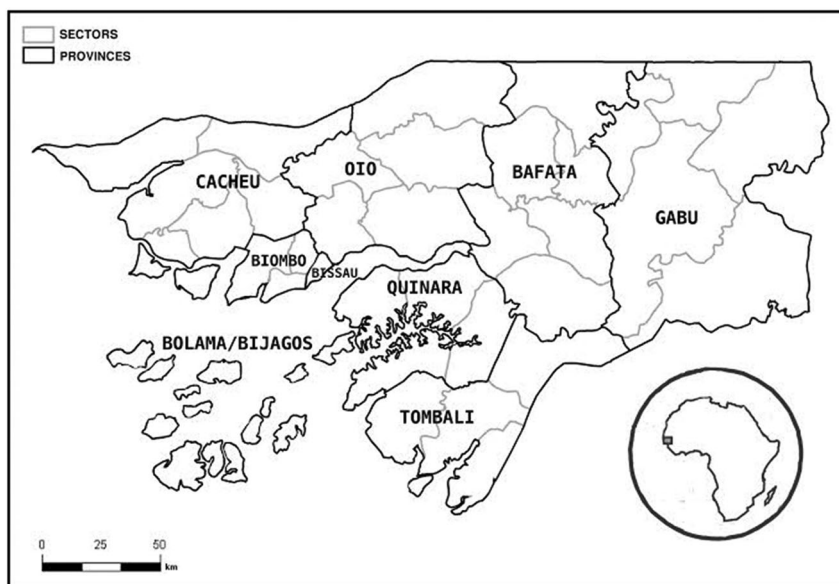 SECTORS
PROVINCES
CACHEU
OIO
BAFATA
GABU
BIOMBO
BISSAU
QUINARA
BOLAMA/BIJAGOS
TOMBALI
0 25 50
km